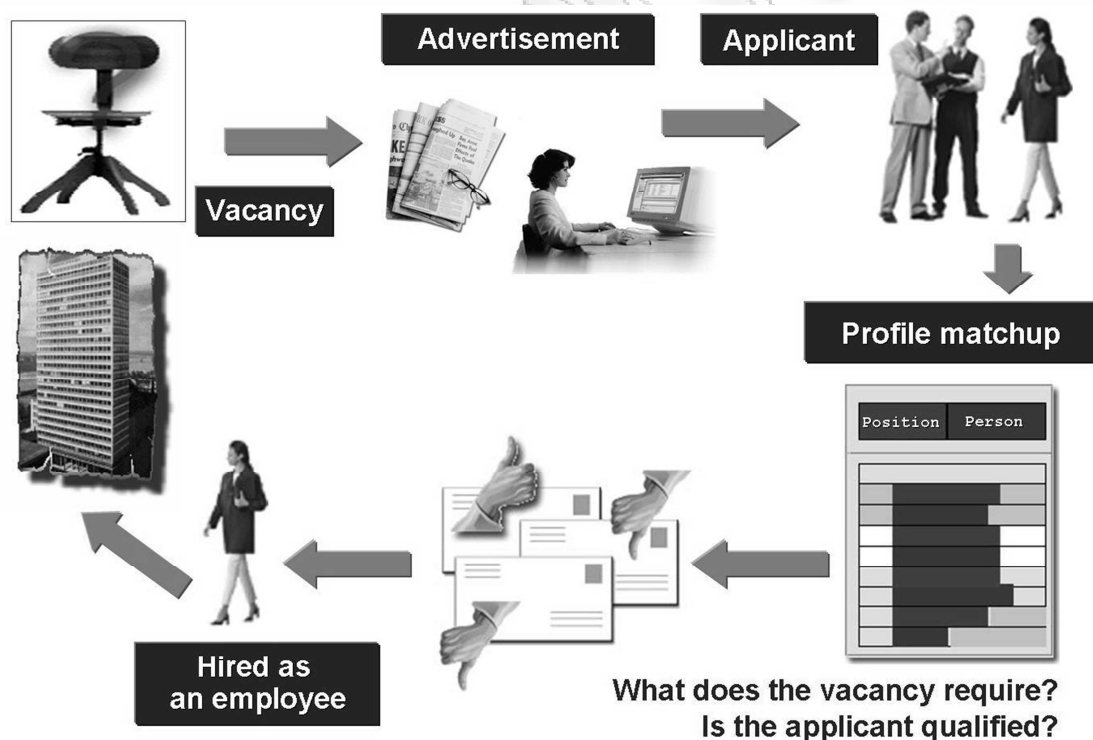 Advertisement
Applicant
Vacancy
Profile matchup
Position Person
Hired as
an employee
What does the vacancy require?
Is the applicant qualified?